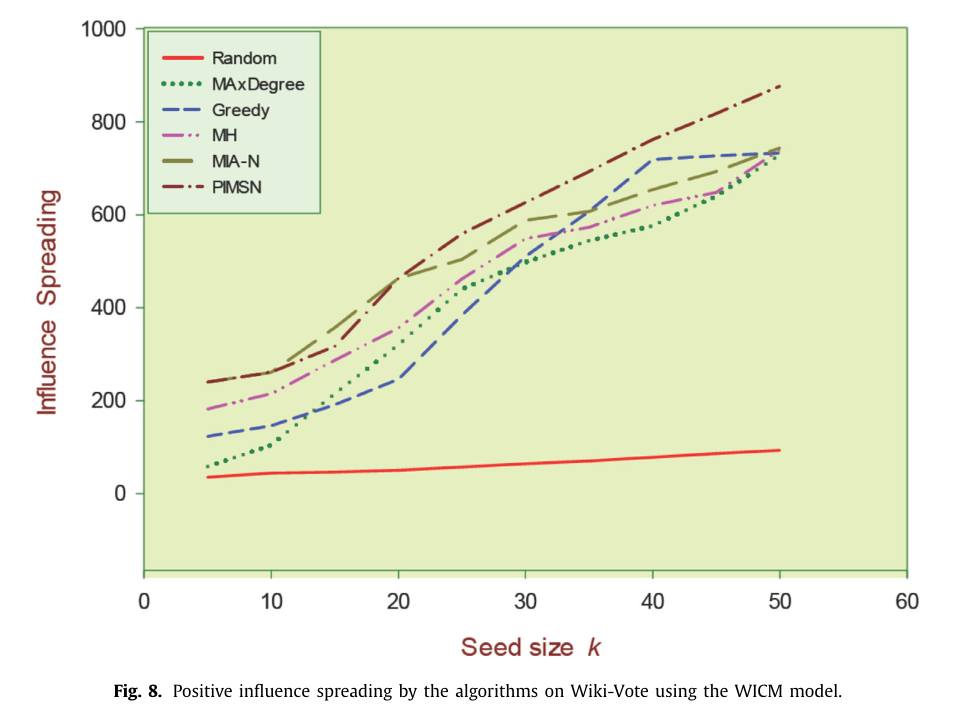 1000
800
600
400
200
0
Influence Spreading
Random
MAxDegree
Greedy
MH
MIA-N
PIMSN
0 10 20 30 40 50 60
Seed size k
Fig. 8. Positive influence spreading by the algorithms on Wiki-Vote using the WICM model.